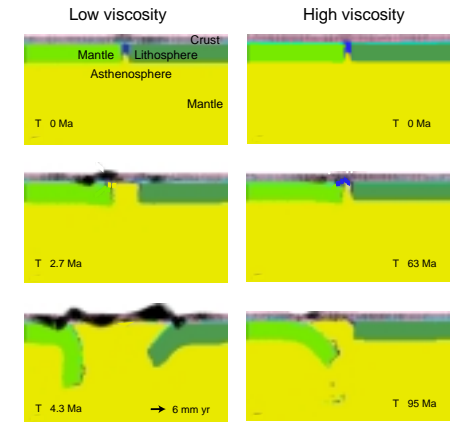 Low viscosity
High viscosity
Crust
Mantle Lithosphere
Asthenosphere
Mantle
T 0 Ma
T 0 Ma
T 2.7 Ma
T 63 Ma
T 4.3 Ma
→ 6 mm yr
T 95 Ma